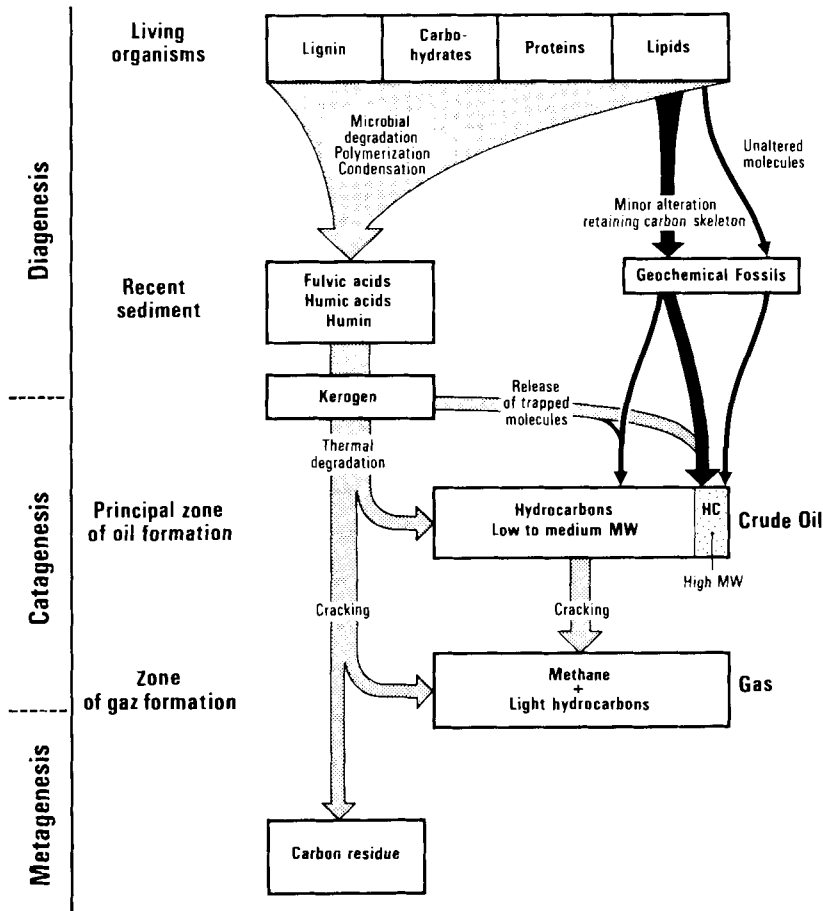 Living
organisms
Lignin
Carbo-
hydrates
Proteins
Lipids
Microbial
degradation
Polymerization
Condensation
Unaltered
molecules
Minor alteration
retaining carbon skeleton
Diagenesis
Recent
sediment
Fulvic acids
Humic acids
Humin
Geochemical Fossils
Kerogen
Release
of trapped
molecules
Thermal
degradation
Catagenesis
Principal zone
of oil formation
Hydrocarbons
Low to medium MW
HC
Crude Oil
High MW
Cracking
Cracking
Zone
of gaz formation
Methane
+
Light hydrocarbons
Gas
Metagenesis
Carbon residue